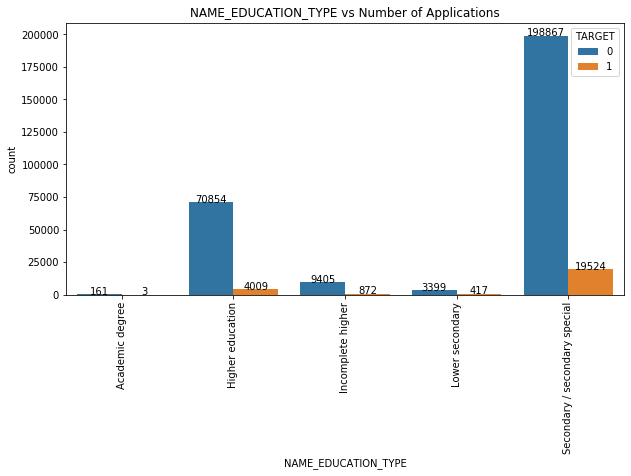 NAME_EDUCATION_TYPE vs Number of Applications
count
200000
175000
150000
125000
100000
75000
50000
25000
0
TARGET
0
1
161
3
70854
4009
9405
872
3399
417
198867
19524
Academic degree
Higher education
Incomplete higher
Lower secondary
Secondary / secondary special
NAME_EDUCATION_TYPE